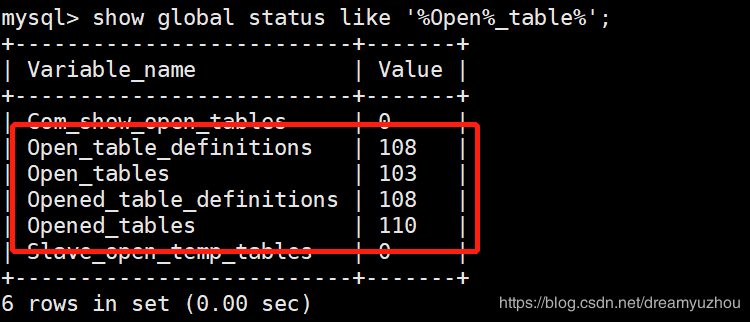 mysql> show global status like '%Open%_table%';
+--------------------------+-------+
| Variable_name            | Value |
+--------------------------+-------+
| Com_show_open_tables     | 0     |
| Open_table_definitions   | 108   |
| Open_tables              | 103   |
| Opened_table_definitions | 108   |
| Opened_tables            | 110   |
| Slave_open_temp_tables   | 0     |
+--------------------------+-------+
6 rows in set (0.00 sec)
https://blog.csdn.net/dreamyuzhou